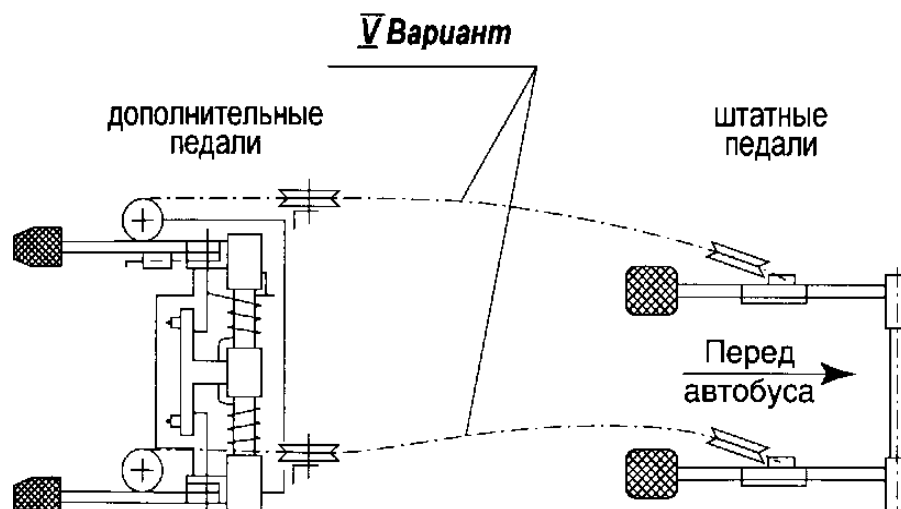 V Вариант
дополнительные
педали
штатные
педали
Перед
автобуса